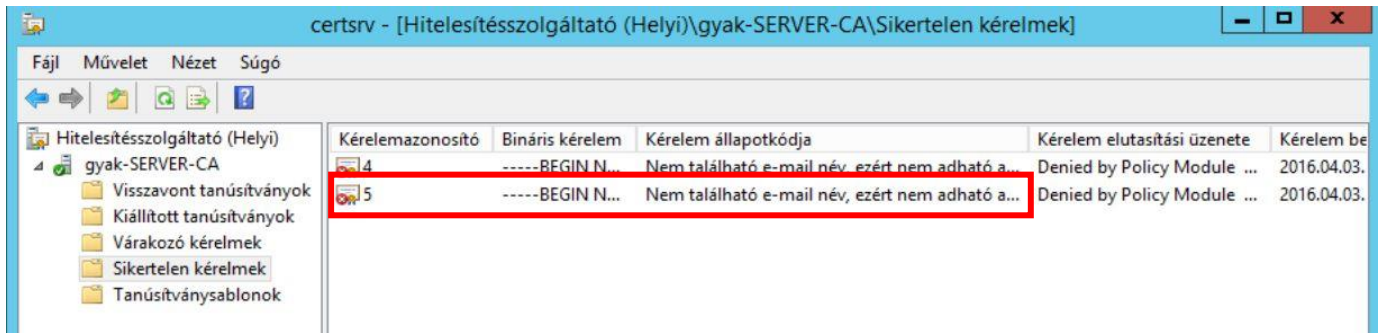 certsrv - [Hitelesítésszolgáltató (Helyi)\gyak-SERVER-CA\Sikertelen kérelmek]
Fájl Művelet Nézet Súgó
Hitelesítésszolgáltató (Helyi)
gyak-SERVER-CA
Visszavont tanúsítványok
Kiállított tanúsítványok
Várakozó kérelmek
Sikertelen kérelmek
Tanúsítványsablonok
Kérelemazonosító Bináris kérelem Kérelem állapotkódja Kérelem elutasítási üzenete Kérelem be
4 -----BEGIN N... Nem található e-mail név, ezért nem adható a... Denied by Policy Module ... 2016.04.03.
5 -----BEGIN N... Nem található e-mail név, ezért nem adható a... Denied by Policy Module ... 2016.04.03.